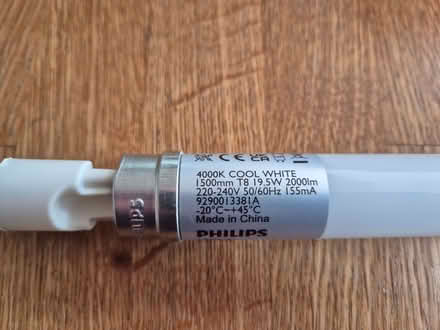 4000K COOL WHITE
1500mm T8 19.5W 2000lm
220-240V 50/60Hz 155mA
9290013381A
-20°C~+45°C
Made in China
PHILIPS